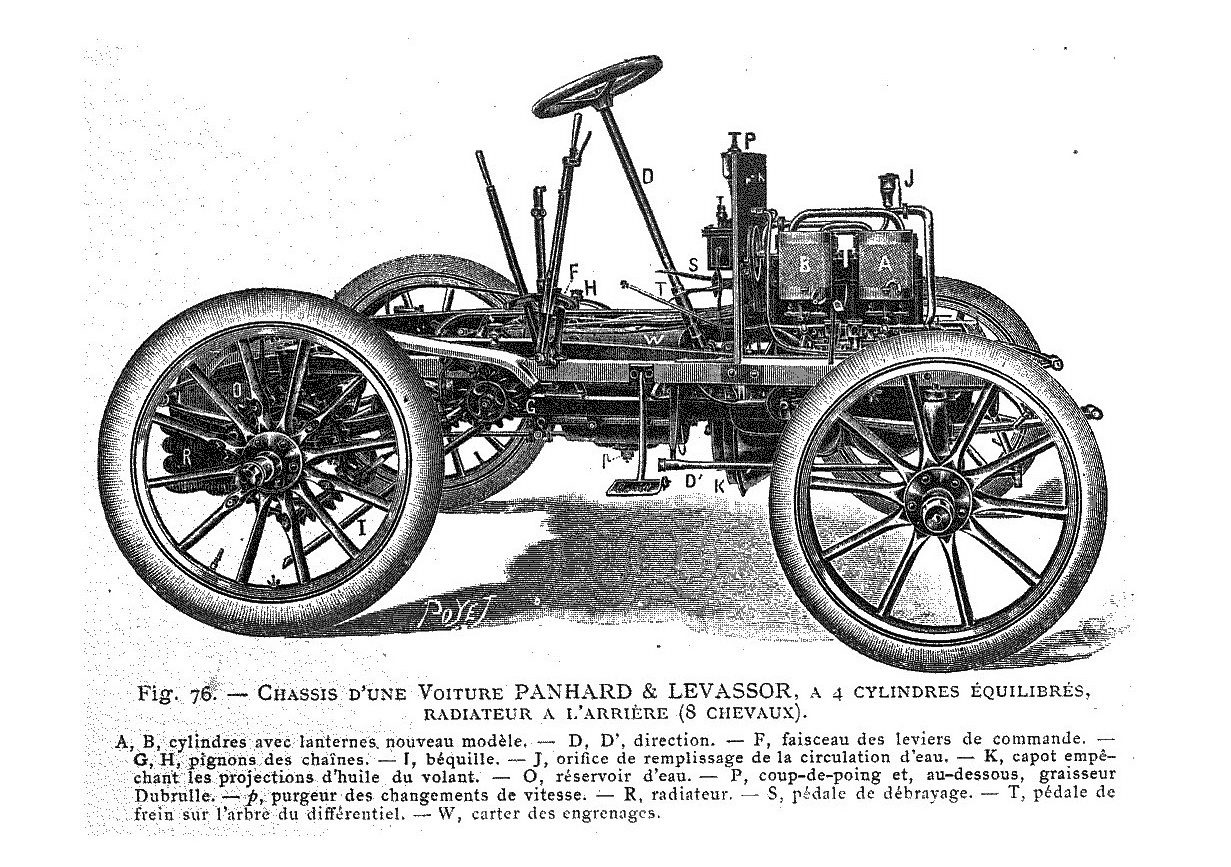 TP
K
J
D
B
T
A
F
H
S
T
W
O
G
R
p
D'
K
I
POYET
Fig. 76. — CHASSIS D'UNE VOITURE PANHARD & LEVASSOR, A 4 CYLINDRES ÉQUILIBRÉS,
RADIATEUR A L'ARRIÈRE (8 CHEVAUX).
A, B, cylindres avec lanternes nouveau modèle. — D, D', direction. — F, faisceau des leviers de commande. —
G, H, pignons des chaînes. — I, béquille. — J, orifice de remplissage de la circulation d'eau. — K, capot empê-
chant les projections d'huile du volant. — O, réservoir d'eau. — P, coup-de-poing et, au-dessous, graisseur
Dubrulle. — p, purgeur des changements de vitesse. — R, radiateur. — S, pédale de débrayage. — T, pédale de
frein sur l'arbre du différentiel. — W, carter des engrenages.